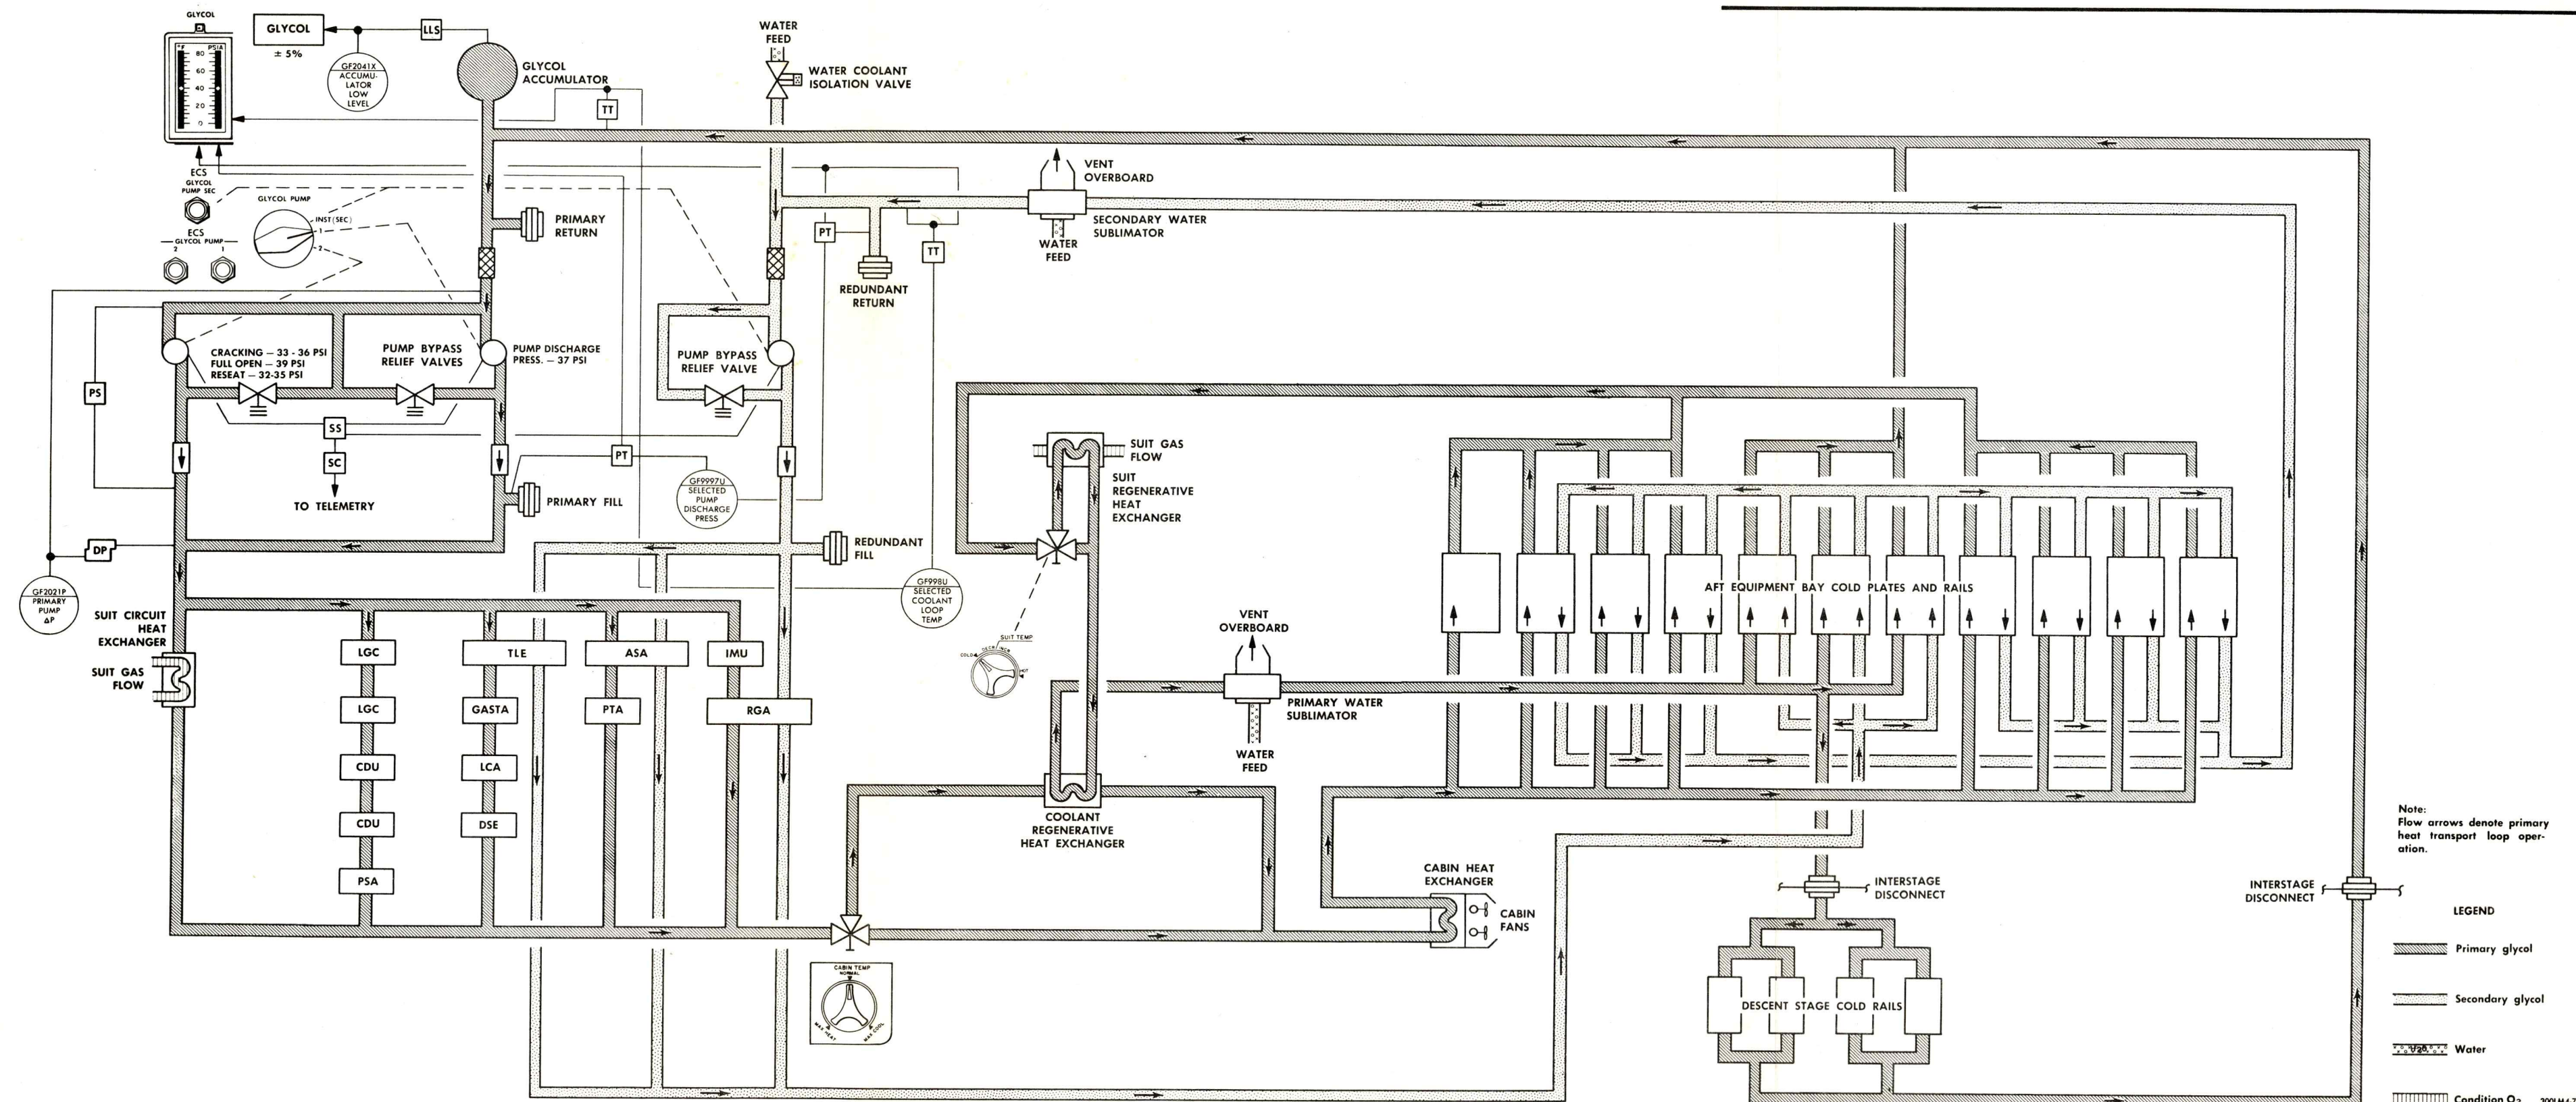 GLYCOL
°F PSIA
80
60
40
20
0
GLYCOL
± 5%
LLS
GF2041X
ACCUMU-
LATOR
LOW
LEVEL
GLYCOL
ACCUMULATOR
TT
WATER
FEED
WATER COOLANT
ISOLATION VALVE
VENT
OVERBOARD
SECONDARY WATER
SUBLIMATOR
WATER
FEED
ECS
GLYCOL
PUMP SEC
GLYCOL PUMP
INST(SEC)
1
2
ECS
GLYCOL PUMP
2 1
PRIMARY
RETURN
PT
TT
REDUNDANT
RETURN
CRACKING — 33 - 36 PSI
FULL OPEN — 39 PSI
RESEAT — 32-35 PSI
PUMP BYPASS
RELIEF VALVES
PUMP DISCHARGE
PRESS. — 37 PSI
PUMP BYPASS
RELIEF VALVE
PS
SS
SC
TO TELEMETRY
PT
GF9997U
SELECTED
PUMP
DISCHARGE
PRESS
PRIMARY FILL
SUIT GAS
FLOW
SUIT
REGENERATIVE
HEAT
EXCHANGER
DP
GF2021P
PRIMARY
PUMP
ΔP
REDUNDANT
FILL
GF998U
SELECTED
COOLANT
LOOP
TEMP
AFT EQUIPMENT BAY COLD PLATES AND RAILS
SUIT CIRCUIT
HEAT
EXCHANGER
SUIT GAS
FLOW
LGC
TLE
ASA
IMU
LGC
GASTA
PTA
RGA
CDU
LCA
CDU
DSE
PSA
SUIT TEMP
COLD
DECR INCR
HOT
VENT
OVERBOARD
PRIMARY WATER
SUBLIMATOR
WATER
FEED
COOLANT
REGENERATIVE
HEAT EXCHANGER
CABIN HEAT
EXCHANGER
CABIN
FANS
INTERSTAGE
DISCONNECT
INTERSTAGE
DISCONNECT
DESCENT STAGE COLD RAILS
CABIN TEMP
NORMAL
MAX HEAT
MAX COOL
Note:
Flow arrows denote primary
heat transport loop oper-
ation.
LEGEND
Primary glycol
Secondary glycol
Water
Condition O₂